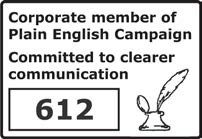 Corporate member of
Plain English Campaign
Committed to clearer
communication
612